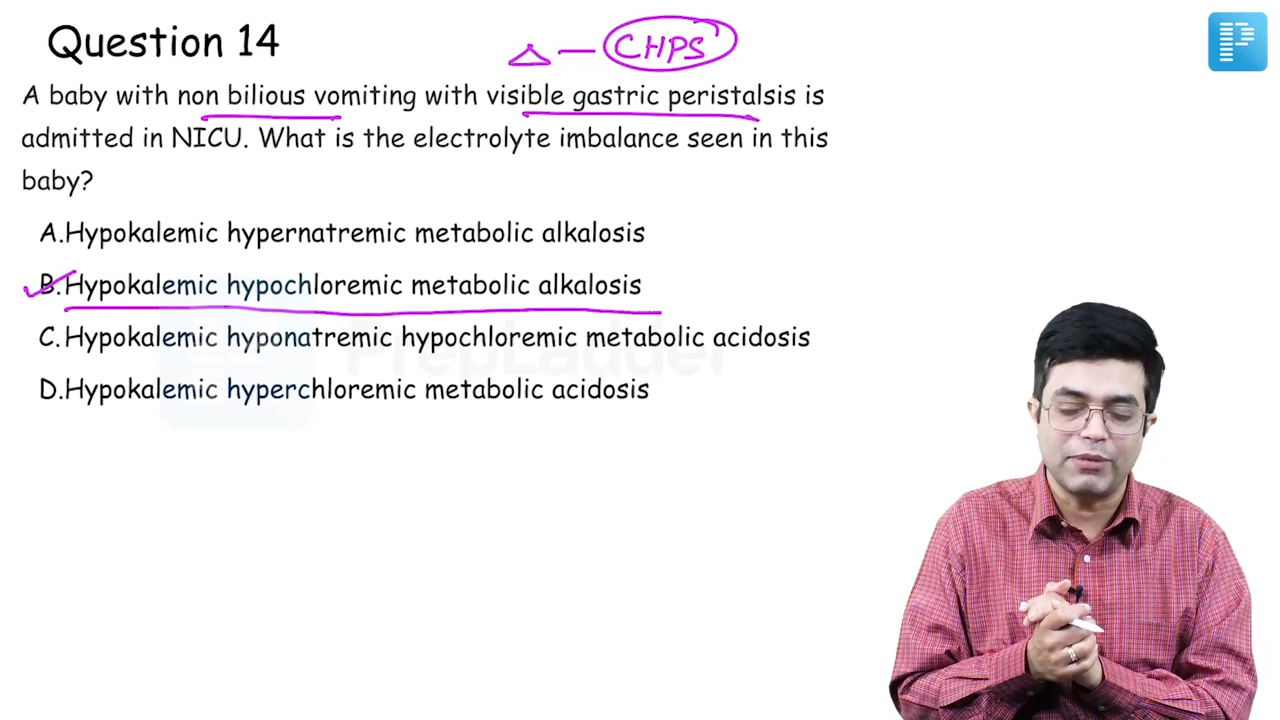 Question 14
△ — CHPS
A baby with non bilious vomiting with visible gastric peristalsis is
admitted in NICU. What is the electrolyte imbalance seen in this
baby?
A.Hypokalemic hypernatremic metabolic alkalosis
B.Hypokalemic hypochloremic metabolic alkalosis
C.Hypokalemic hyponatremic hypochloremic metabolic acidosis
D.Hypokalemic hyperchloremic metabolic acidosis
PrepLadder